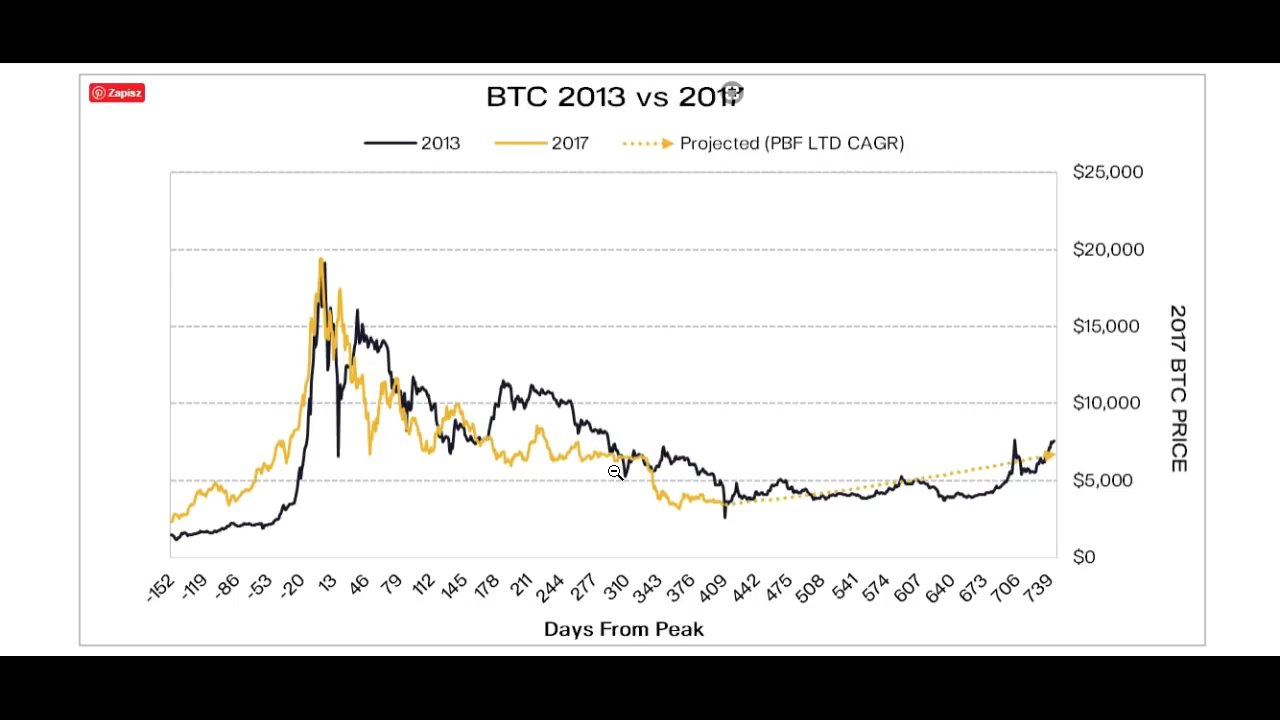 Zapisz
BTC 2013 vs 2017
2013 2017 Projected (PBF LTD CAGR)
$25,000
$20,000
$15,000
$10,000
$5,000
$0
2017 BTC PRICE
-152 -119 -86 -53 -20 13 46 79 112 145 178 211 244 277 310 343 376 409 442 475 508 541 574 607 640 673 706 739
Days From Peak